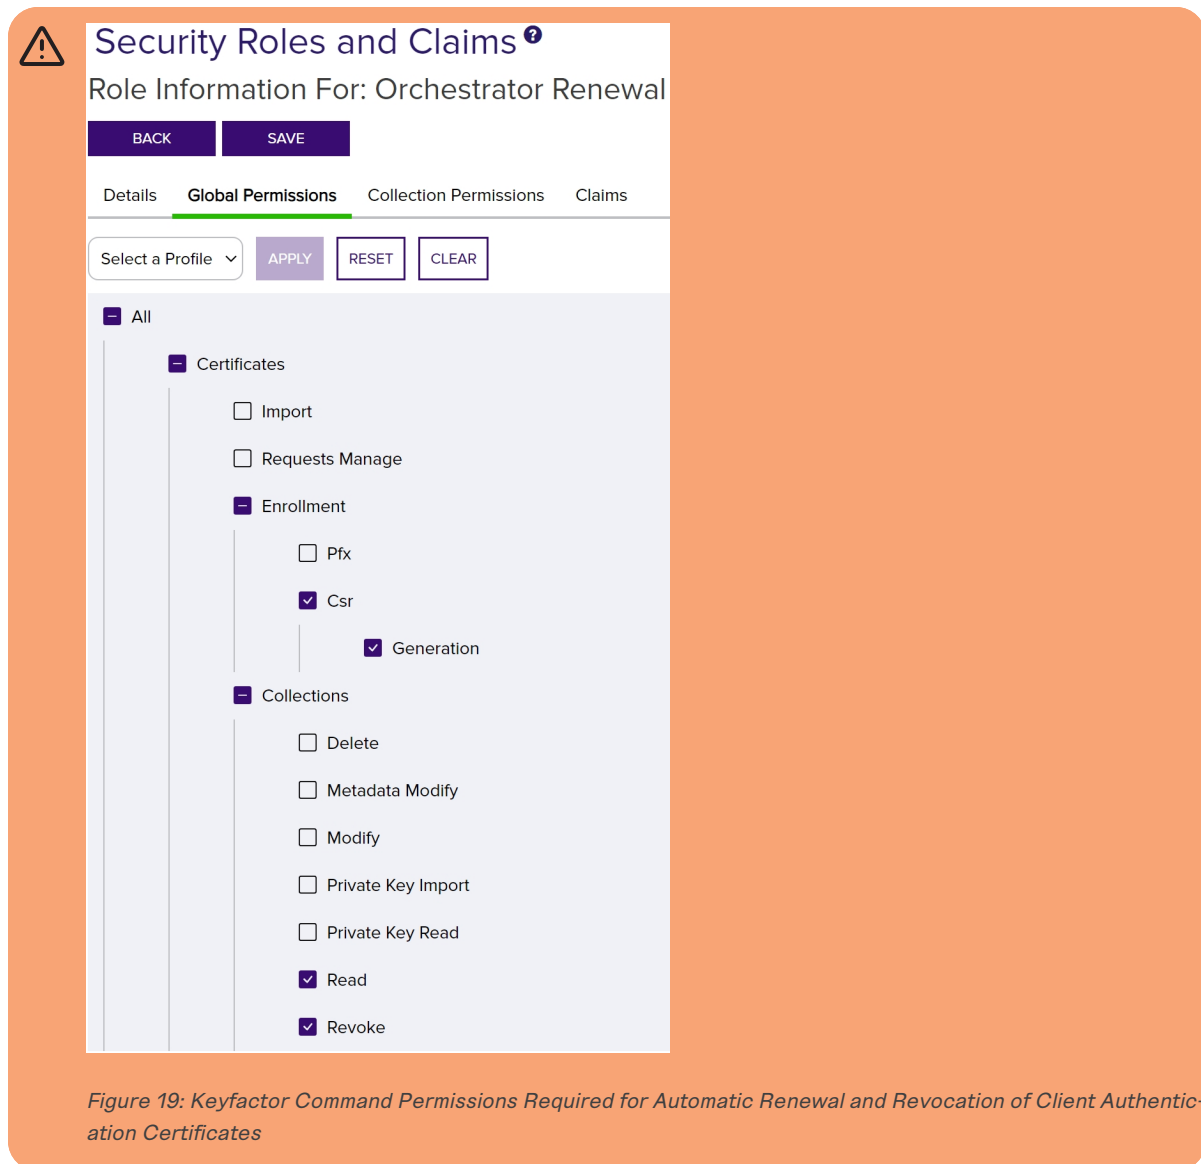 Security Roles and Claims ?
Role Information For: Orchestrator Renewal
BACK SAVE
Details Global Permissions Collection Permissions Claims
Select a Profile APPLY RESET CLEAR
All
Certificates
Import
Requests Manage
Enrollment
Pfx
Csr
Generation
Collections
Delete
Metadata Modify
Modify
Private Key Import
Private Key Read
Read
Revoke
Figure 19: Keyfactor Command Permissions Required for Automatic Renewal and Revocation of Client Authentic-
ation Certificates